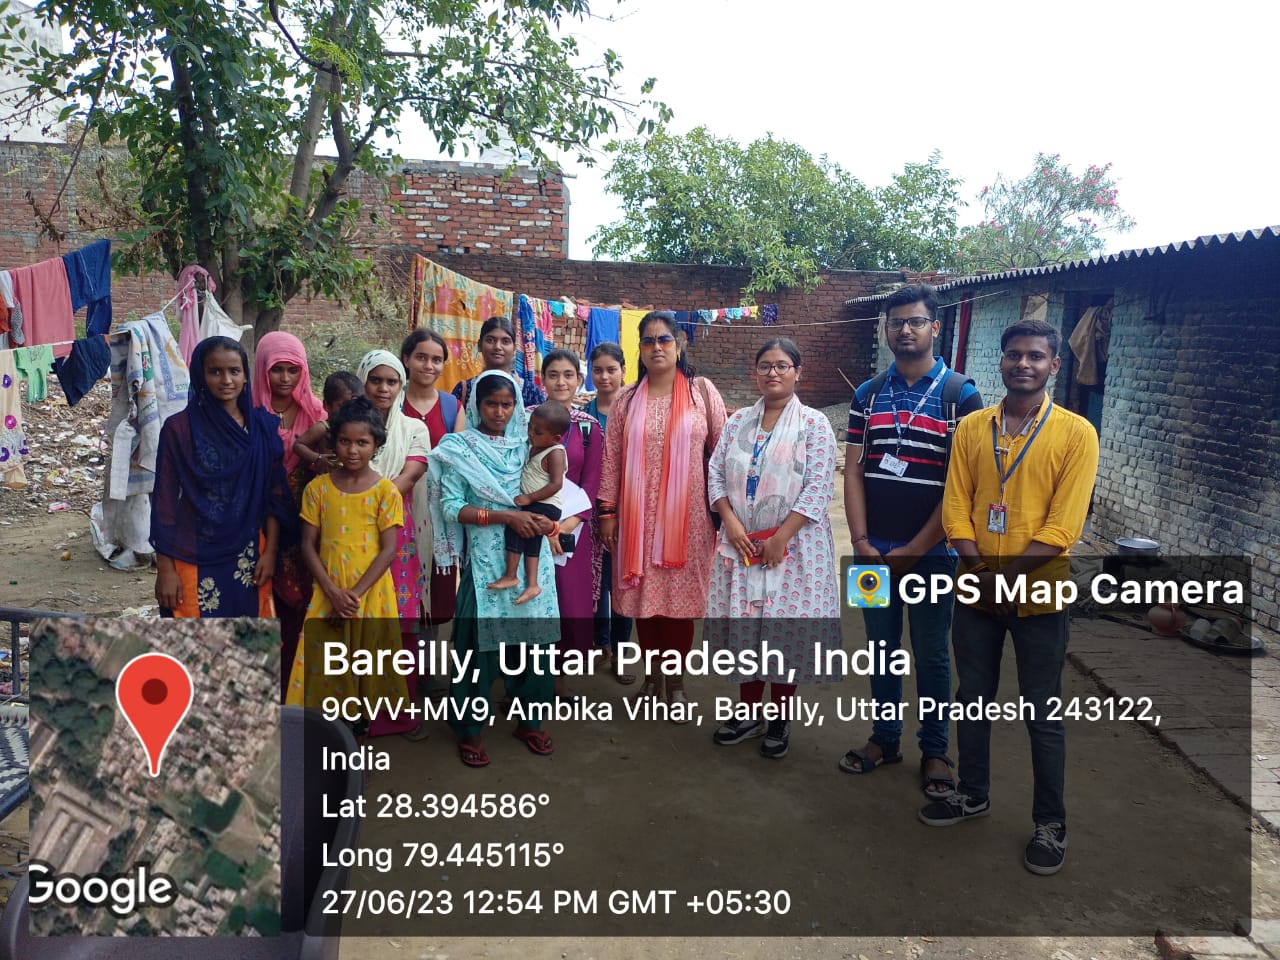 GPS Map Camera
Bareilly, Uttar Pradesh, India
9CVV+MV9, Ambika Vihar, Bareilly, Uttar Pradesh 243122,
India
Lat 28.394586°
Long 79.445115°
27/06/23 12:54 PM GMT +05:30
Google